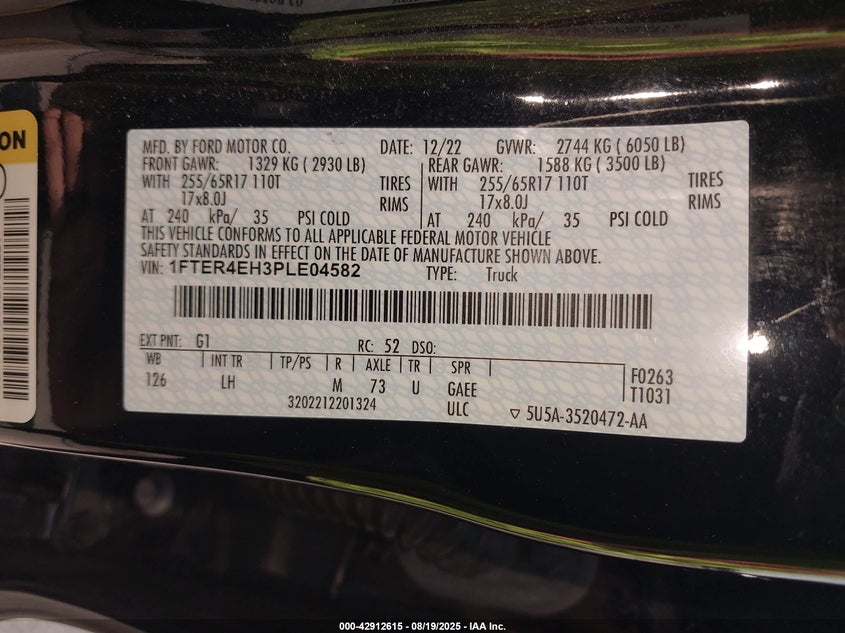 ON
MFD. BY FORD MOTOR CO. DATE: 12/22 GVWR: 2744 KG ( 6050 LB)
FRONT GAWR: 1329 KG ( 2930 LB) REAR GAWR: 1588 KG ( 3500 LB)
WITH 255/65R17 110T TIRES WITH 255/65R17 110T TIRES
17x8.0J RIMS 17x8.0J RIMS
AT 240 kPa/ 35 PSI COLD AT 240 kPa/ 35 PSI COLD
THIS VEHICLE CONFORMS TO ALL APPLICABLE FEDERAL MOTOR VEHICLE
SAFETY STANDARDS IN EFFECT ON THE DATE OF MANUFACTURE SHOWN ABOVE.
VIN: 1FTER4EH3PLE04582 TYPE: Truck
EXT PNT: G1 RC: 52 DSO:
WB INT TR TP/PS R AXLE TR SPR
126 LH M 73 U GAEE F0263
3202212201324 ULC T1031
▽ 5U5A-3520472-AA
000-42912615 - 08/19/2025 - IAA Inc.